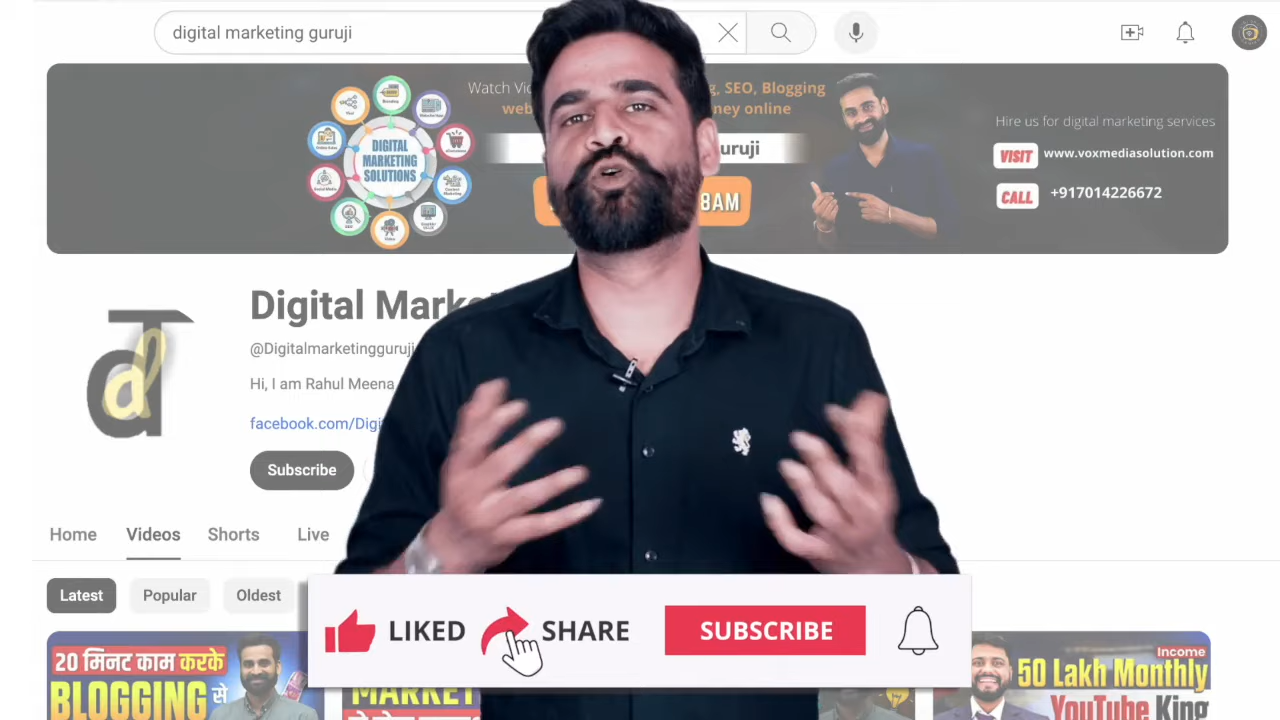 digital marketing guruji
Watch Vi
g, SEO, Blogging
web
ney online
uruji
8AM
DIGITAL
MARKETING
SOLUTIONS
Hire us for digital marketing services
VISIT www.voxmediasolution.com
CALL +917014226672
Digital Marke
@Digitalmarketingguruji
Hi, I am Rahul Meena
facebook.com/Digi
Subscribe
Home Videos Shorts Live
Latest Popular Oldest
LIKED SHARE SUBSCRIBE
20 मिनट काम करके
BLOGGING से
MARKET
Income
50 Lakh Monthly
YouTube King